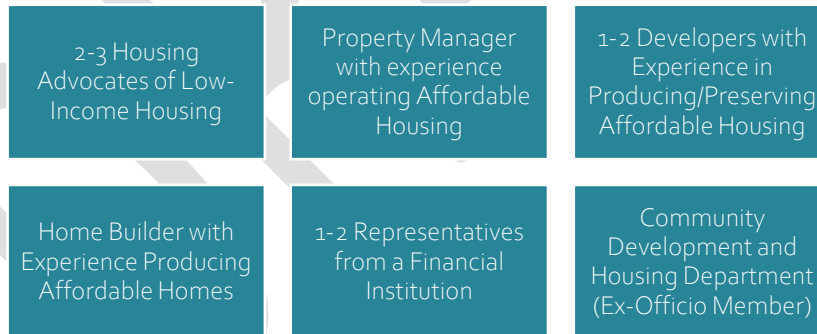 2-3 Housing
Advocates of Low-
Income Housing
Property Manager
with experience
operating Affordable
Housing
1-2 Developers with
Experience in
Producing/Preserving
Affordable Housing
Home Builder with
Experience Producing
Affordable Homes
1-2 Representatives
from a Financial
Institution
Community
Development and
Housing Department
(Ex-Officio Member)